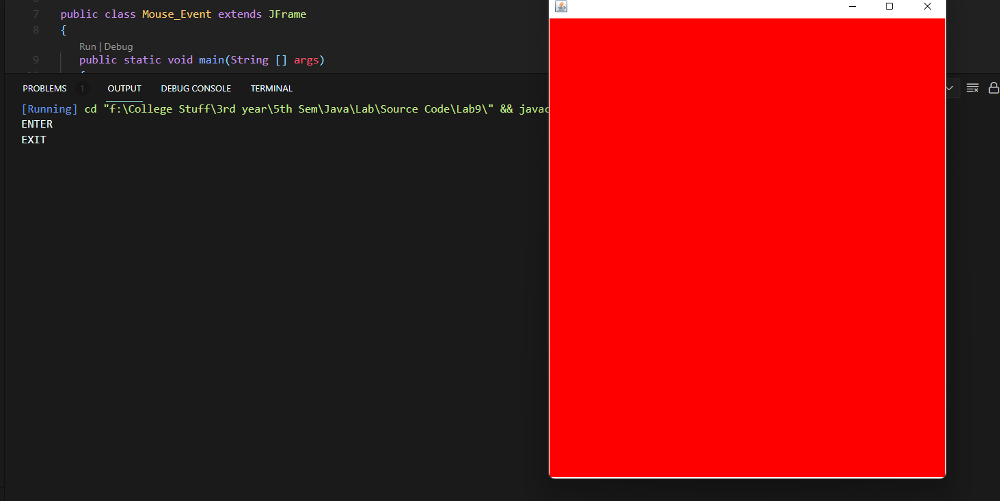 7 public class Mouse_Event extends JFrame
8 {
Run | Debug
9 public static void main(String [] args)
{
PROBLEMS 1 OUTPUT DEBUG CONSOLE TERMINAL
[Running] cd "f:\College Stuff\3rd year\5th Sem\Java\Lab\Source Code\Lab9\" && javac
ENTER
EXIT